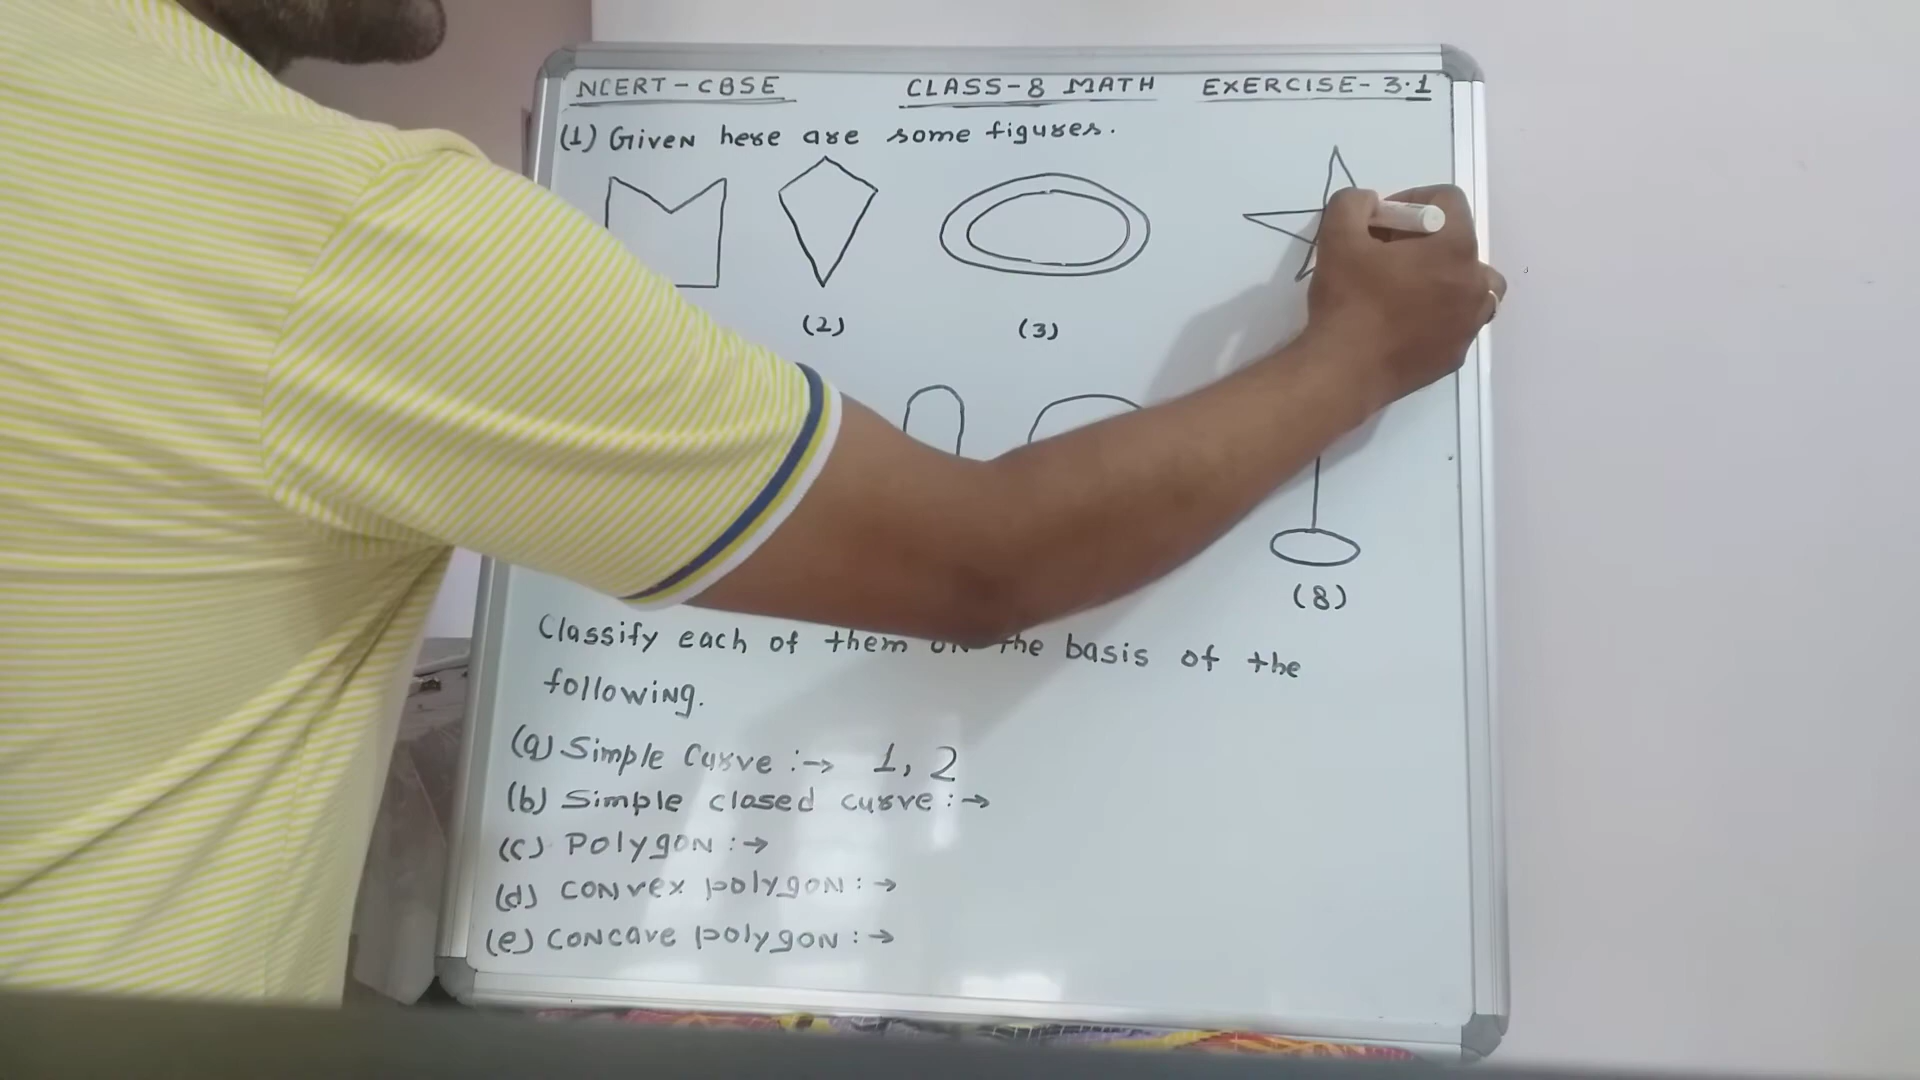 NCERT - CBSE CLASS-8 MATH EXERCISE- 3.1
(1) Given here are some figures.
(2) (3)
(8)
Classify each of them on the basis of the
following.
(a) Simple Curve :→ 1, 2
(b) Simple closed curve :→
(c) Polygon :→
(d) Convex polygon :→
(e) Concave polygon :→